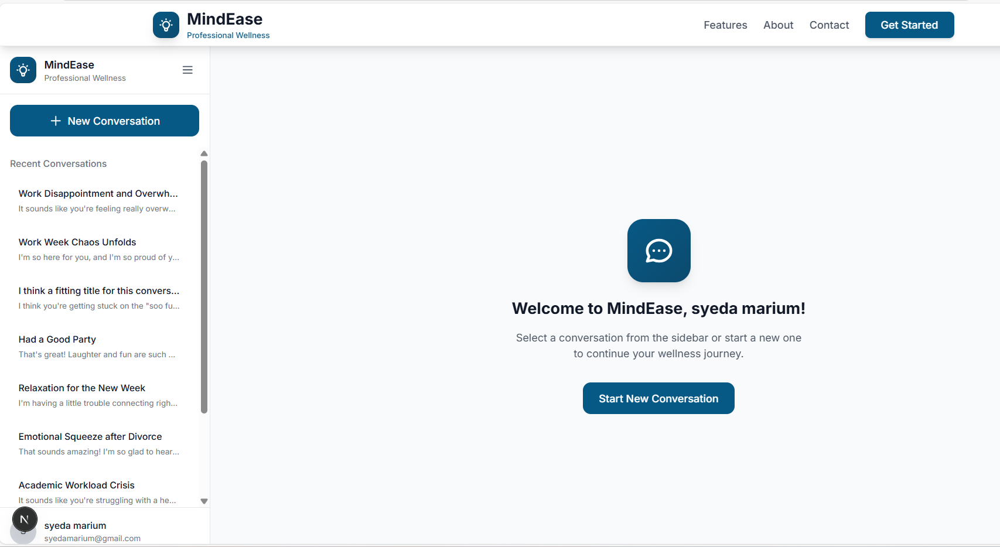 MindEase
Professional Wellness
Features
About
Contact
Get Started
MindEase
Professional Wellness
New Conversation
Recent Conversations
Work Disappointment and Overwh...
It sounds like you're feeling really overw...
Work Week Chaos Unfolds
I'm so here for you, and I'm so proud of y...
I think a fitting title for this convers...
I think you're getting stuck on the "soo fu...
Had a Good Party
That's great! Laughter and fun are such ...
Relaxation for the New Week
I'm having a little trouble connecting righ...
Emotional Squeeze after Divorce
That sounds amazing! I'm so glad to hear...
Academic Workload Crisis
It sounds like you're struggling with a he...
N
syeda marium
syedamarium@gmail.com
Welcome to MindEase, syeda marium!
Select a conversation from the sidebar or start a new one
to continue your wellness journey.
Start New Conversation